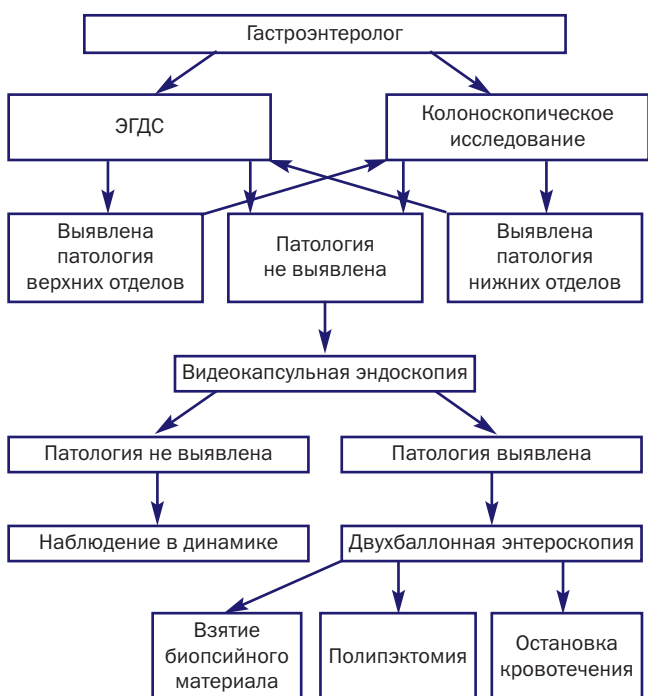 Гастроэнтеролог
ЭГДС
Колоноскопическое
исследование
Выявлена
патология
верхних отделов
Патология
не выявлена
Выявлена
патология
нижних отделов
Видеокапсульная эндоскопия
Патология не выявлена
Патология выявлена
Наблюдение в динамике
Двухбаллонная энтероскопия
Взятие
биопсийного
материала
Полипэктомия
Остановка
кровотечения